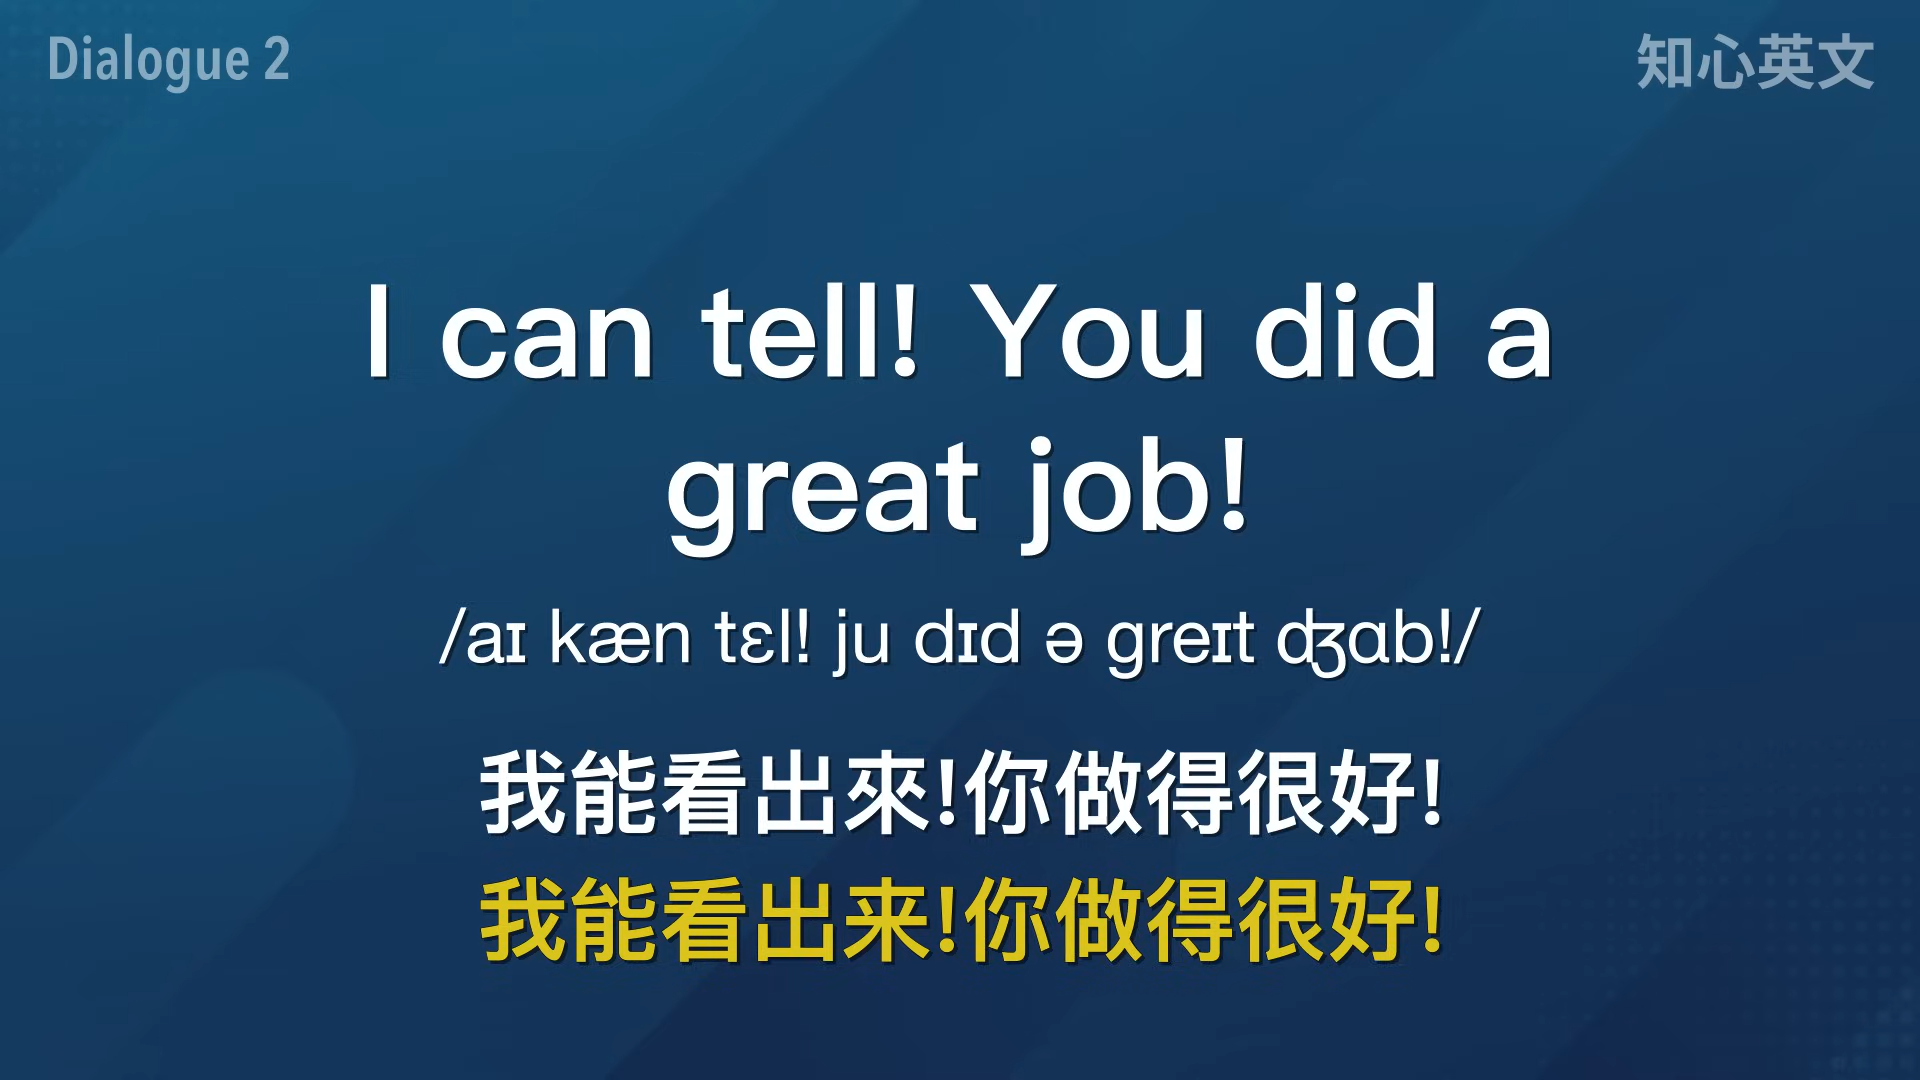 Dialogue 2
知心英文
I can tell! You did a
great job!
/aɪ kæn tɛl! ju dɪd ə greɪt ʤɑb!/
我能看出來!你做得很好!
我能看出来!你做得很好!